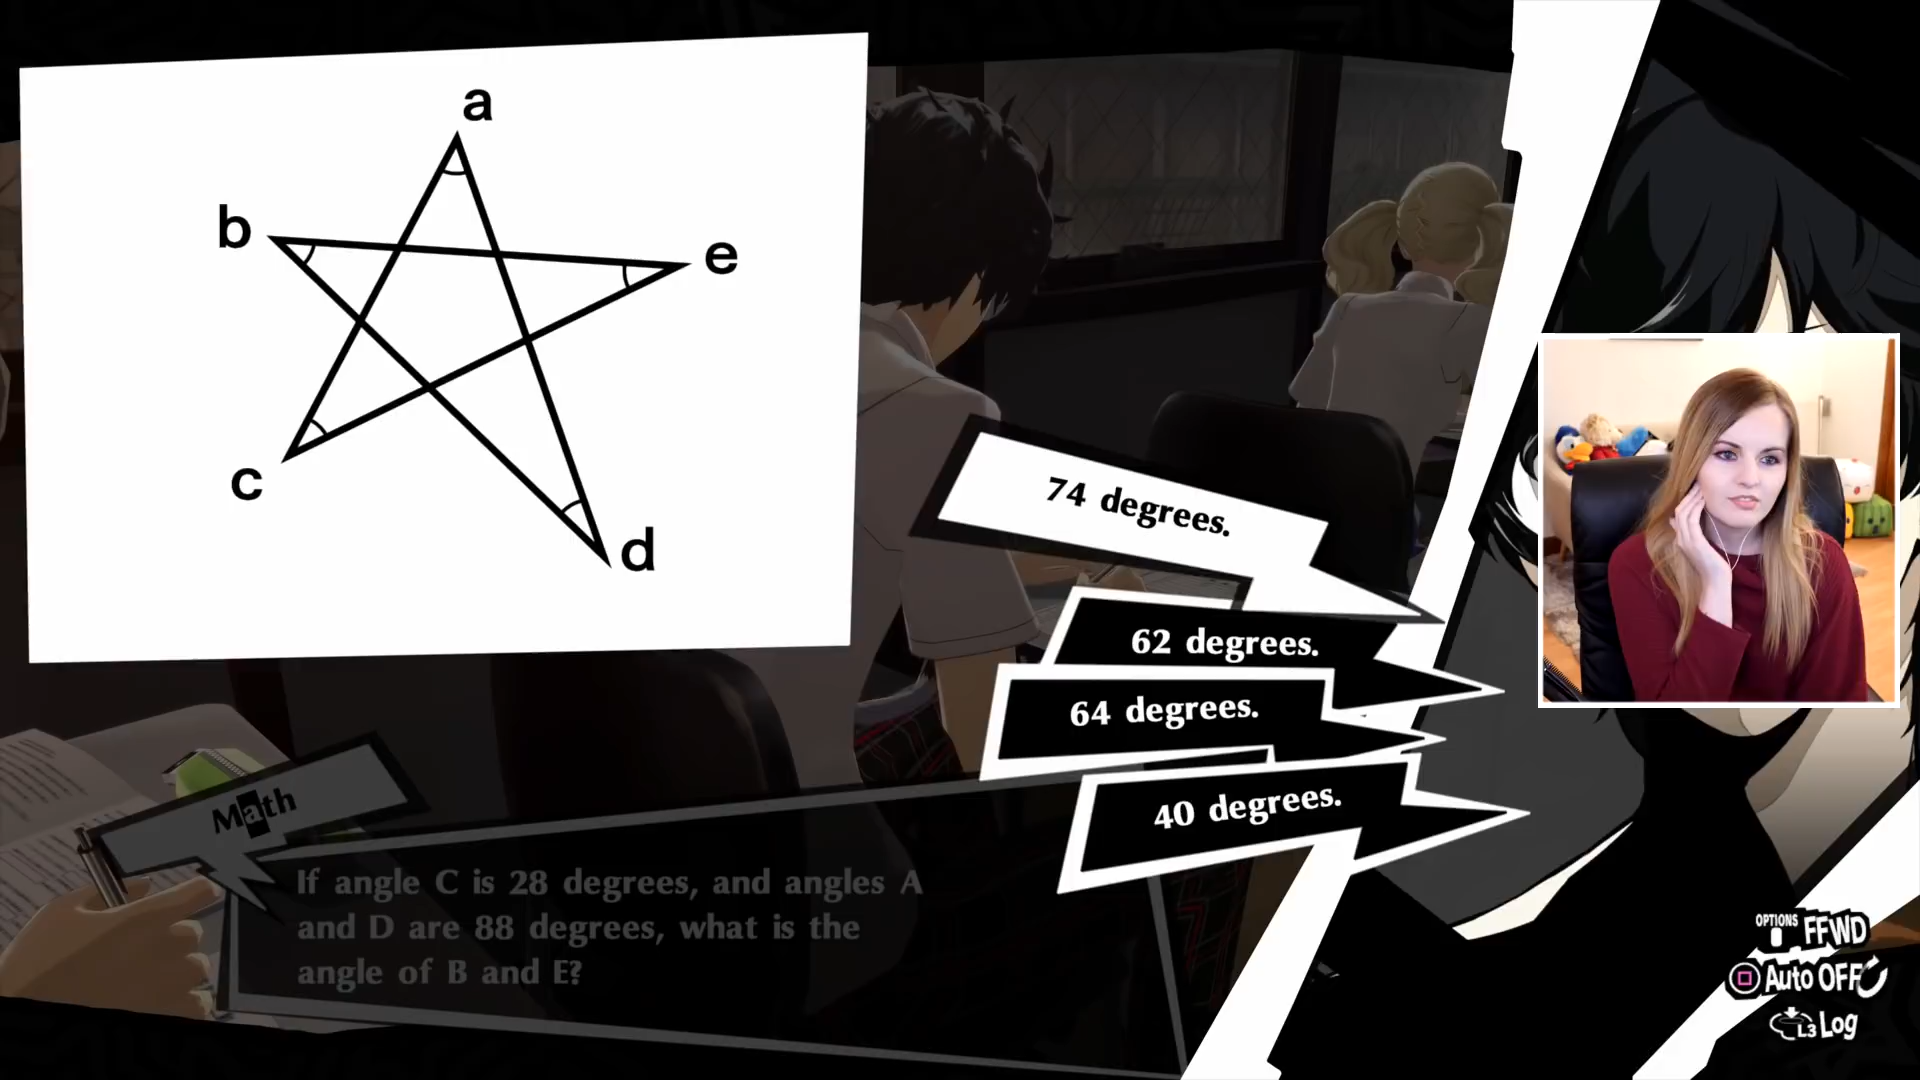 a
b
e
c
d
74 degrees.
62 degrees.
64 degrees.
40 degrees.
Math
If angle C is 28 degrees, and angles A
and D are 88 degrees, what is the
angle of B and E?
OPTIONS FFWD
Auto OFF
L3 Log